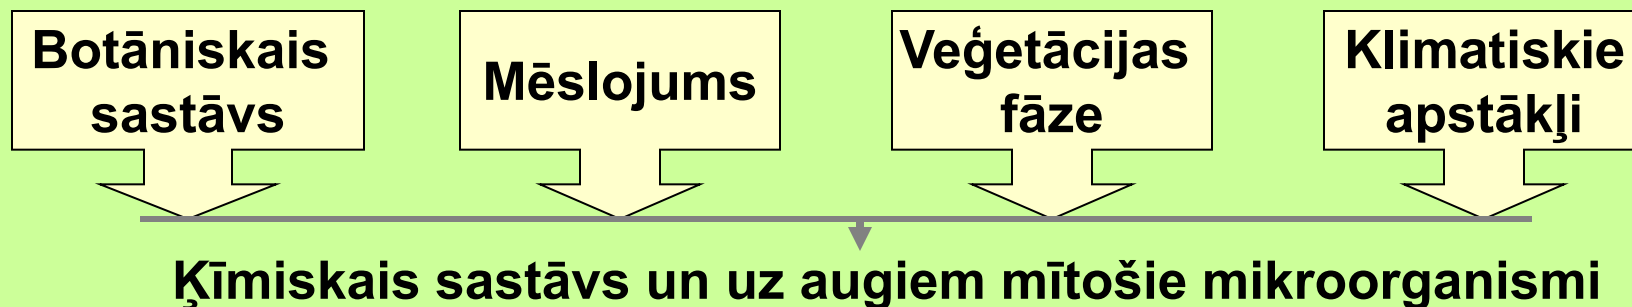 Botāniskais
sastāvs
Mēslojums
Veģetācijas
fāze
Klimatiskie
apstākļi
Ķīmiskais sastāvs un uz augiem mītošie mikroorganismi